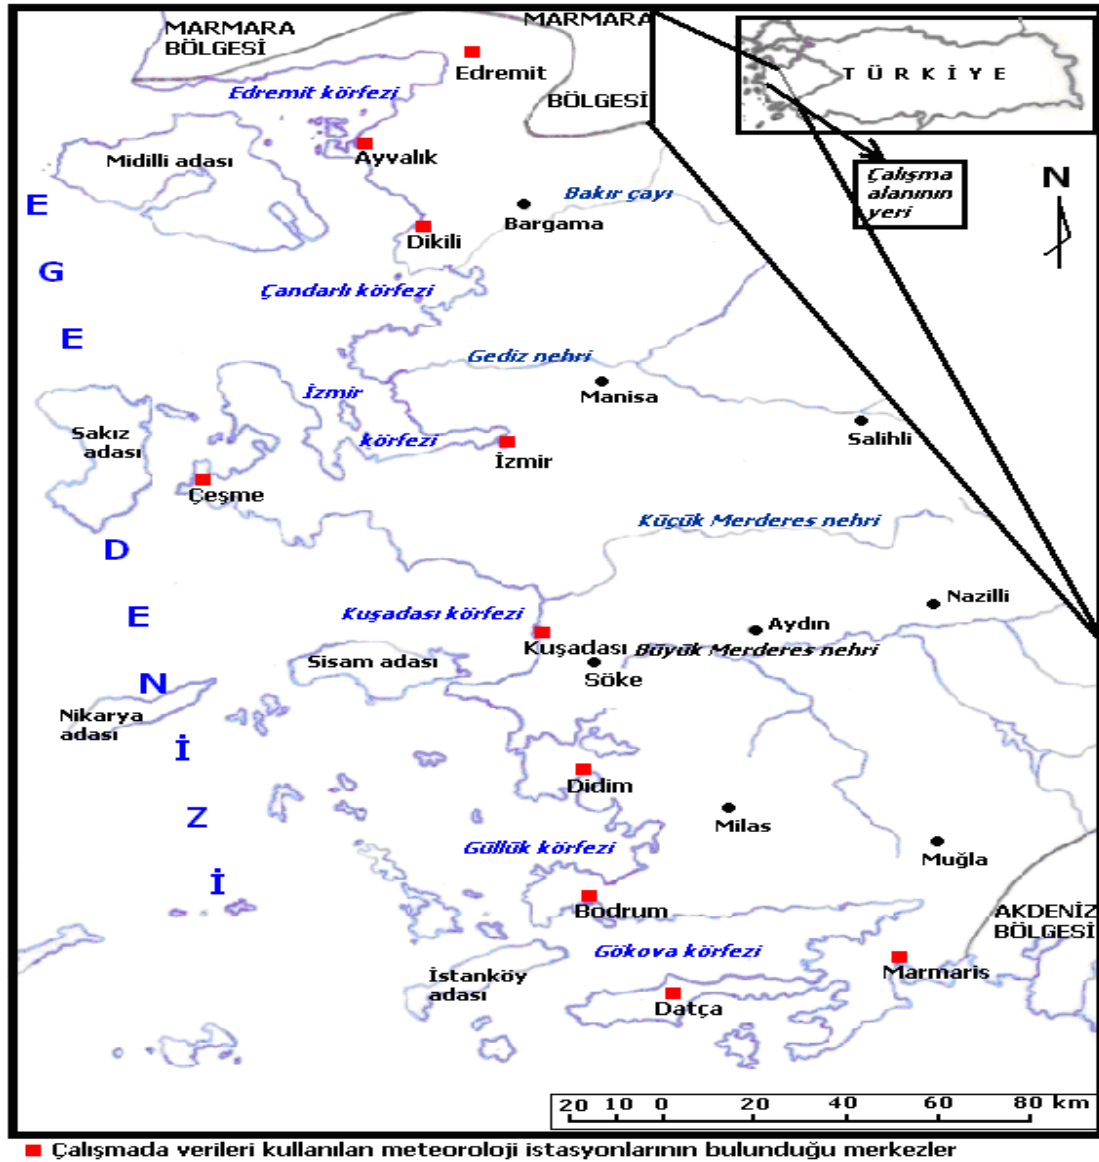 MARMARA
BÖLGESİ
MARMARA
BÖLGESİ
TÜRKİYE
Çalışma
alanının
yeri
N
Edremit
Edremit körfezi
Midilli adası
Ayvalık
Bakır çayı
Bargama
Dikili
Çandarlı körfezi
Gediz nehri
Manisa
İzmir
körfezi
Salihli
Sakız
adası
İzmir
Çeşme
Küçük Merderes nehri
Nazilli
Kuşadası körfezi
Aydın
Kuşadası
Büyük Merderes nehri
Sisam adası
Söke
Nikarya
adası
Didim
Milas
Güllük körfezi
Muğla
Bodrum
AKDENİZ
BÖLGESİ
Gökova körfezi
İstanköy
adası
Marmaris
Datça
E
G
E
D
E
N
İ
Z
İ
20 10 0 20 40 60 80 km
Çalışmada verileri kullanılan meteoroloji istasyonlarının bulunduğu merkezler